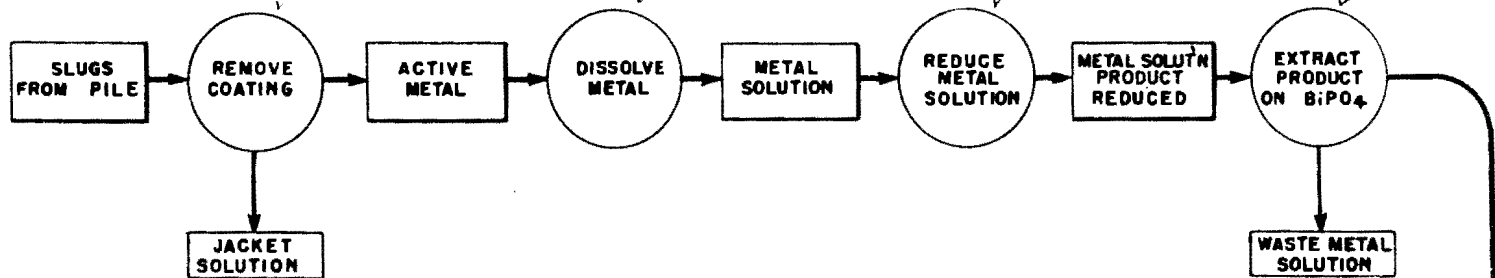 SLUGS
FROM PILE
REMOVE
COATING
ACTIVE
METAL
DISSOLVE
METAL
METAL
SOLUTION
REDUCE
METAL
SOLUTION
METAL SOLUT'N
PRODUCT
REDUCED
EXTRACT
PRODUCT
ON BiPO4
JACKET
SOLUTION
WASTE METAL
SOLUTION